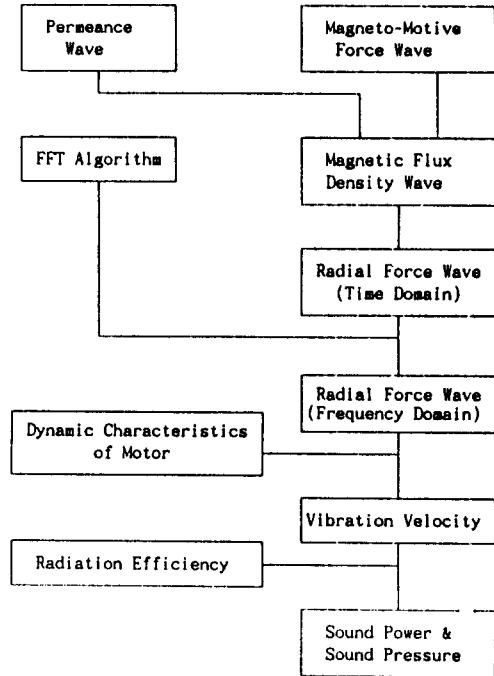 Permeance
Wave
Magneto-Motive
Force Wave
FFT Algorithm
Magnetic Flux
Density Wave
Radial Force Wave
(Time Domain)
Radial Force Wave
(Frequency Domain)
Dynamic Characteristics
of Motor
Vibration Velocity
Radiation Efficiency
Sound Power &
Sound Pressure